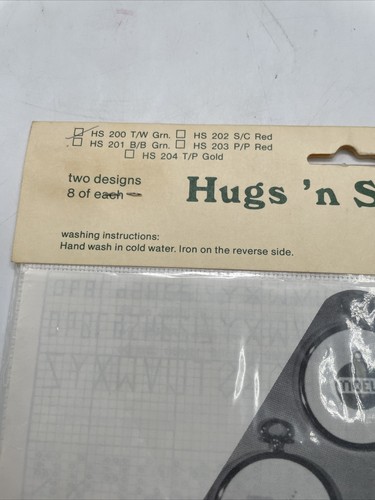 HS 200 T/W Grn. HS 202 S/C Red
HS 201 B/B Grn. HS 203 P/P Red
HS 204 T/P Gold
two designs
8 of each
Hugs 'n S
washing instructions:
Hand wash in cold water. Iron on the reverse side.
NOEL